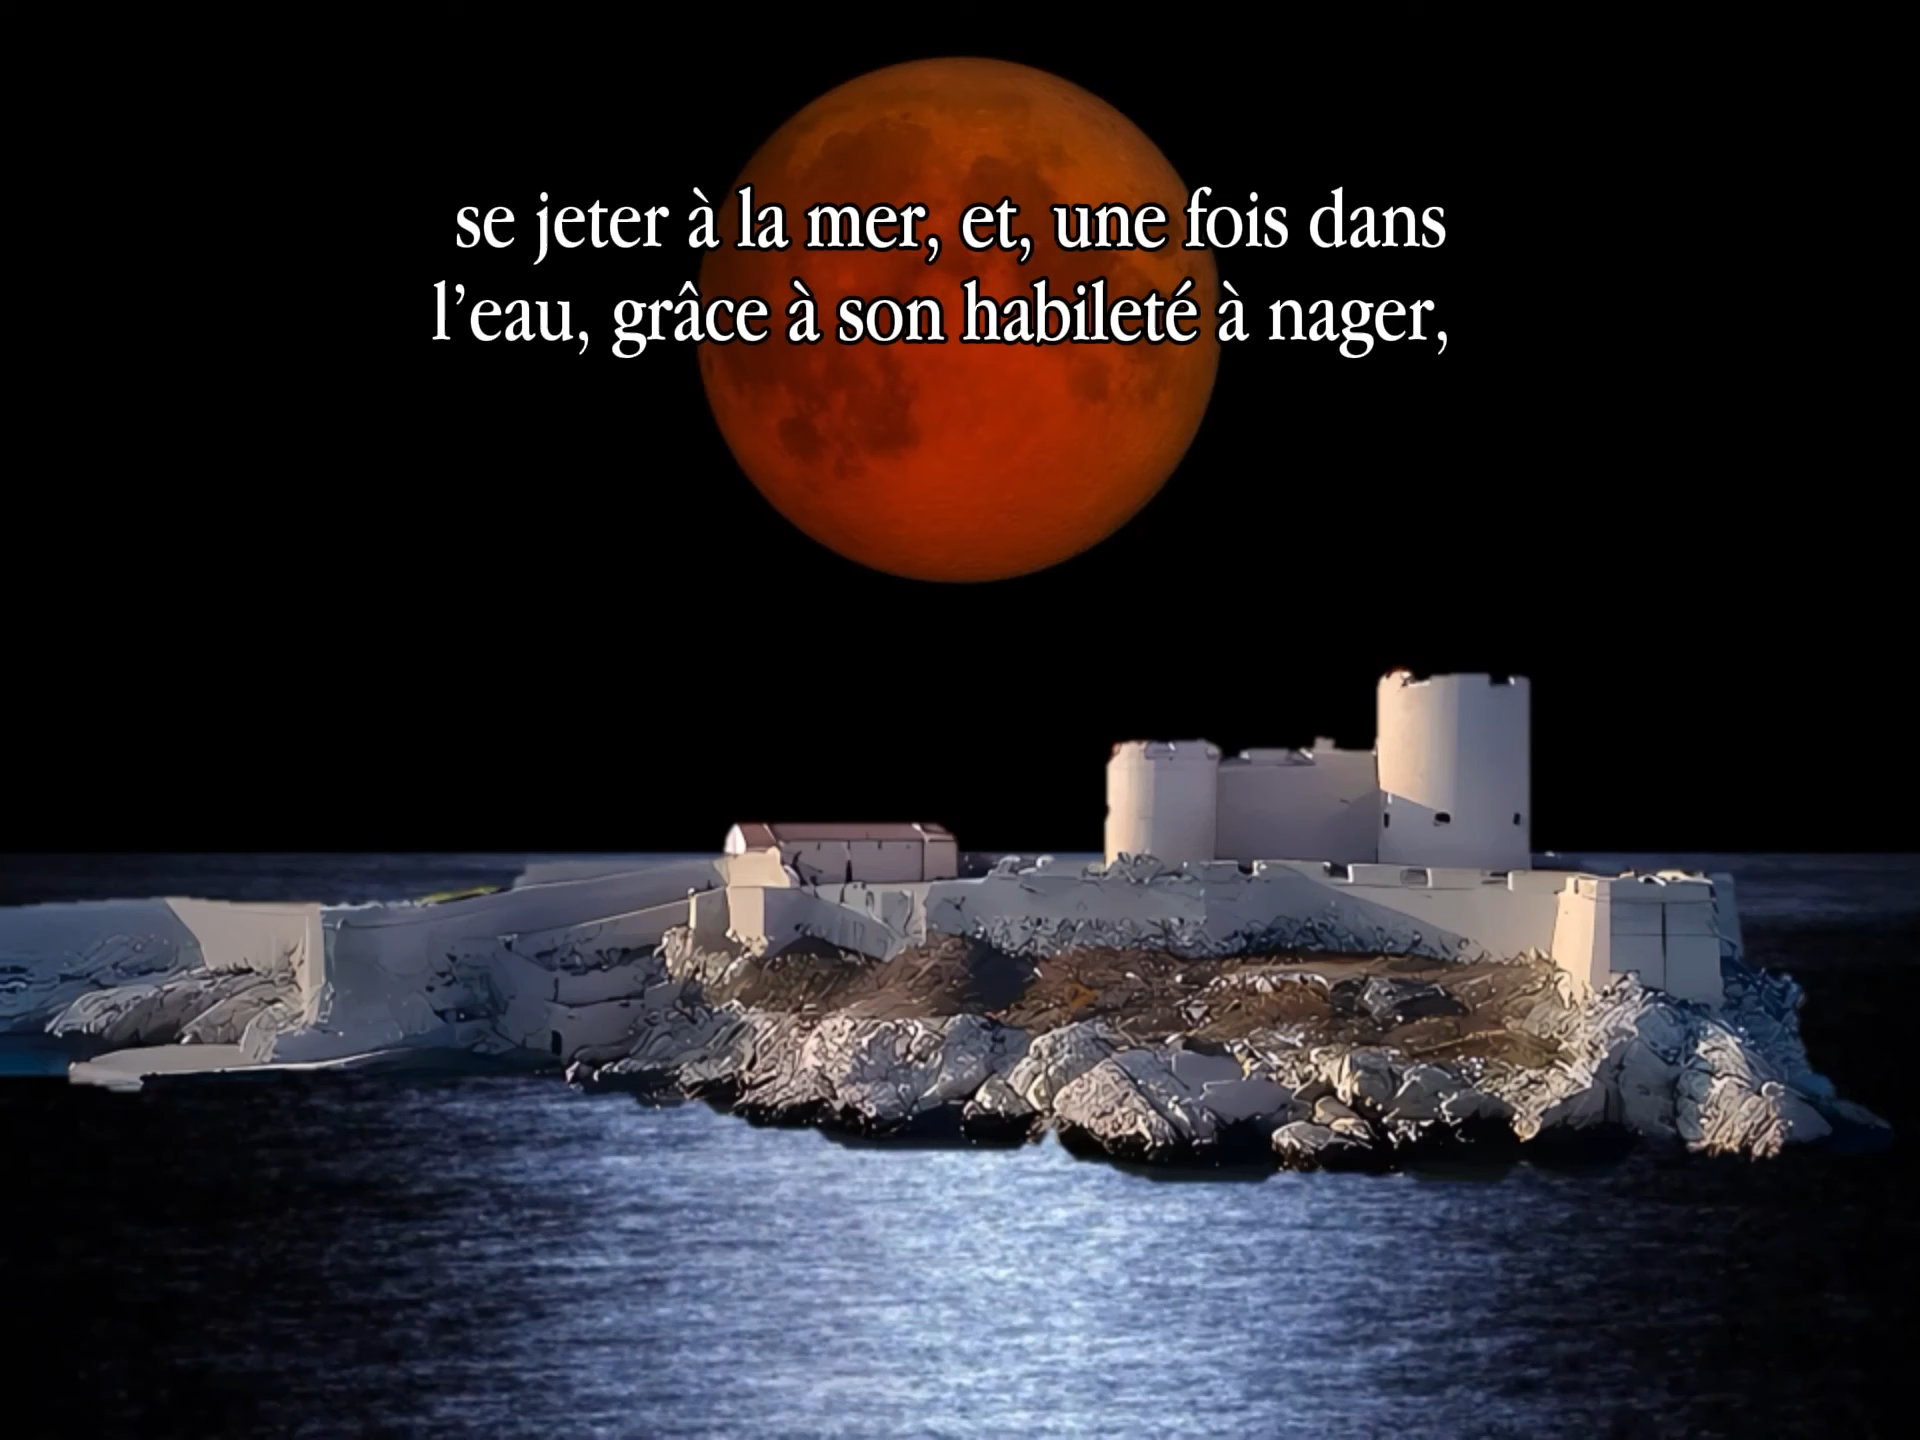 se jeter à la mer, et, une fois dans
l’eau, grâce à son habileté à nager,